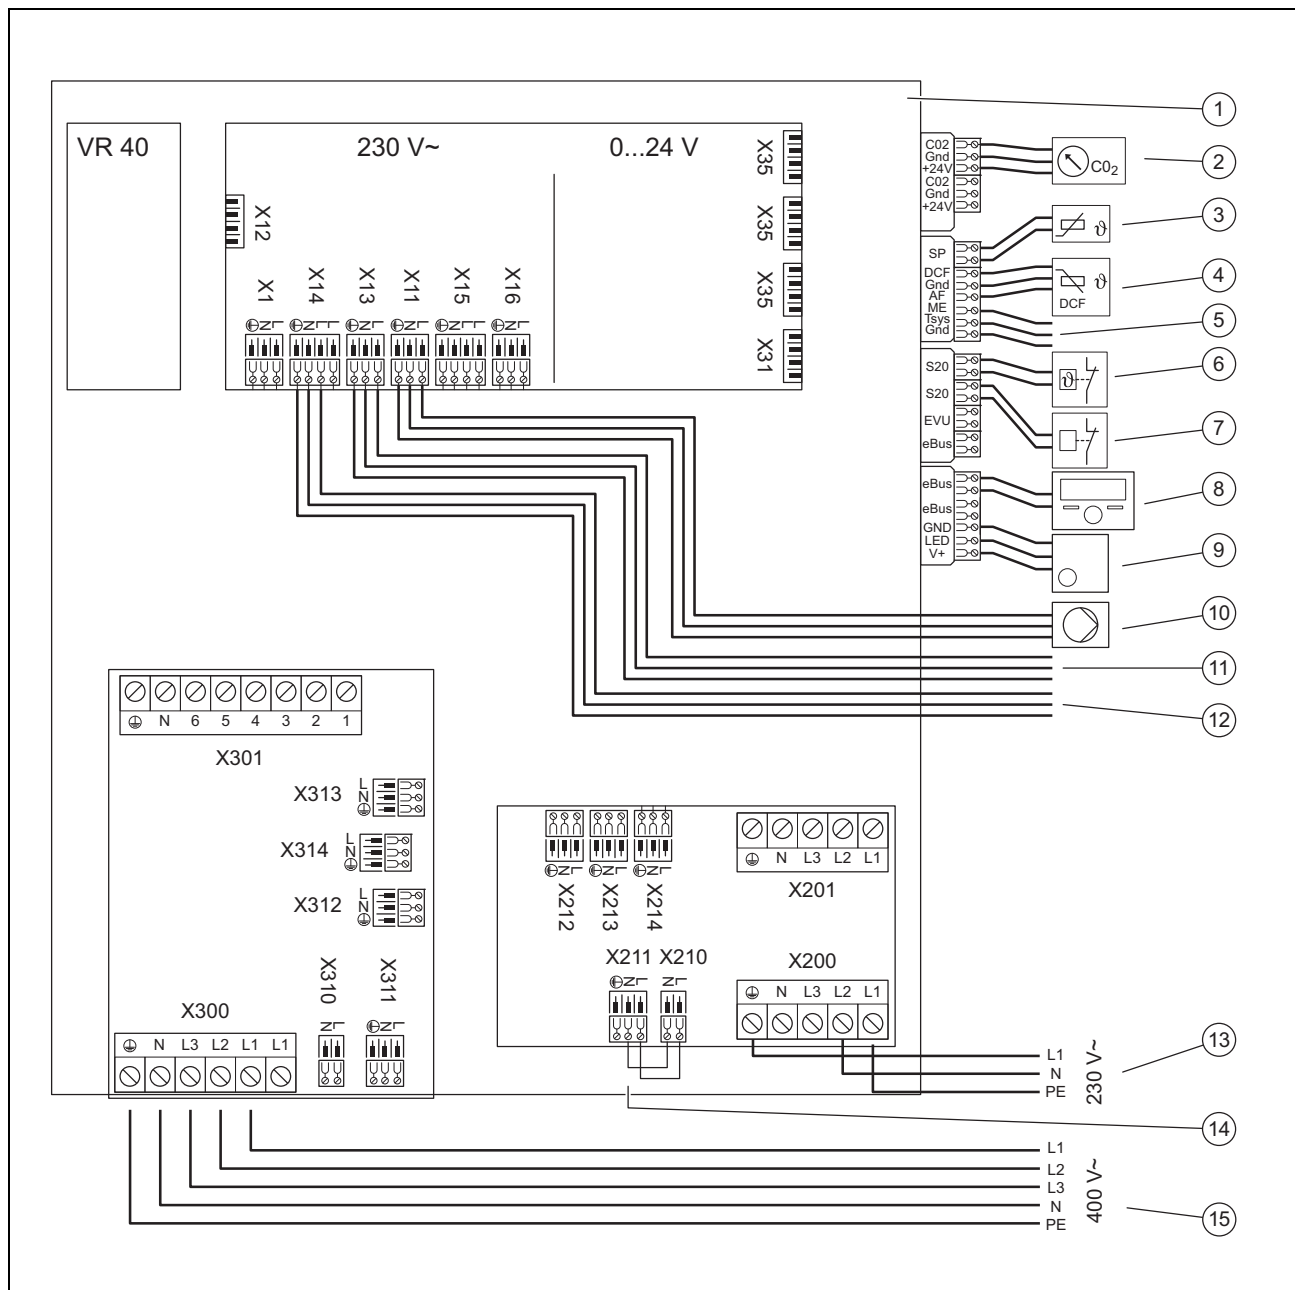 VR 40
230 V~
0...24 V
X35
X35
X35
X31
X12
X1
X14
X13
X11
X15
X16
N L
N L L
N L
N L
N L L
N L
C02
Gnd
+24V
C02
Gnd
+24V
SP
DCF
Gnd
AF
ME
Tsys
Gnd
S20
S20
EVU
eBus
eBus
eBus
GND
LED
V+
C0₂
ϑ
ϑ
DCF
ϑ
1
2
3
4
5
6
7
8
9
10
11
12
N 6 5 4 3 2 1
X301
X313
L
N
X314
L
N
X312
L
N
X310
N L
X311
N L
X300
N L3 L2 L1 L1
N L
N L
N L
X212
X213
X214
N L3 L2 L1
X201
X211 X210
N L
N L
X200
N L3 L2 L1
L1
N
PE
230 V~
13
14
L1
L2
L3
N
PE
400 V~
15